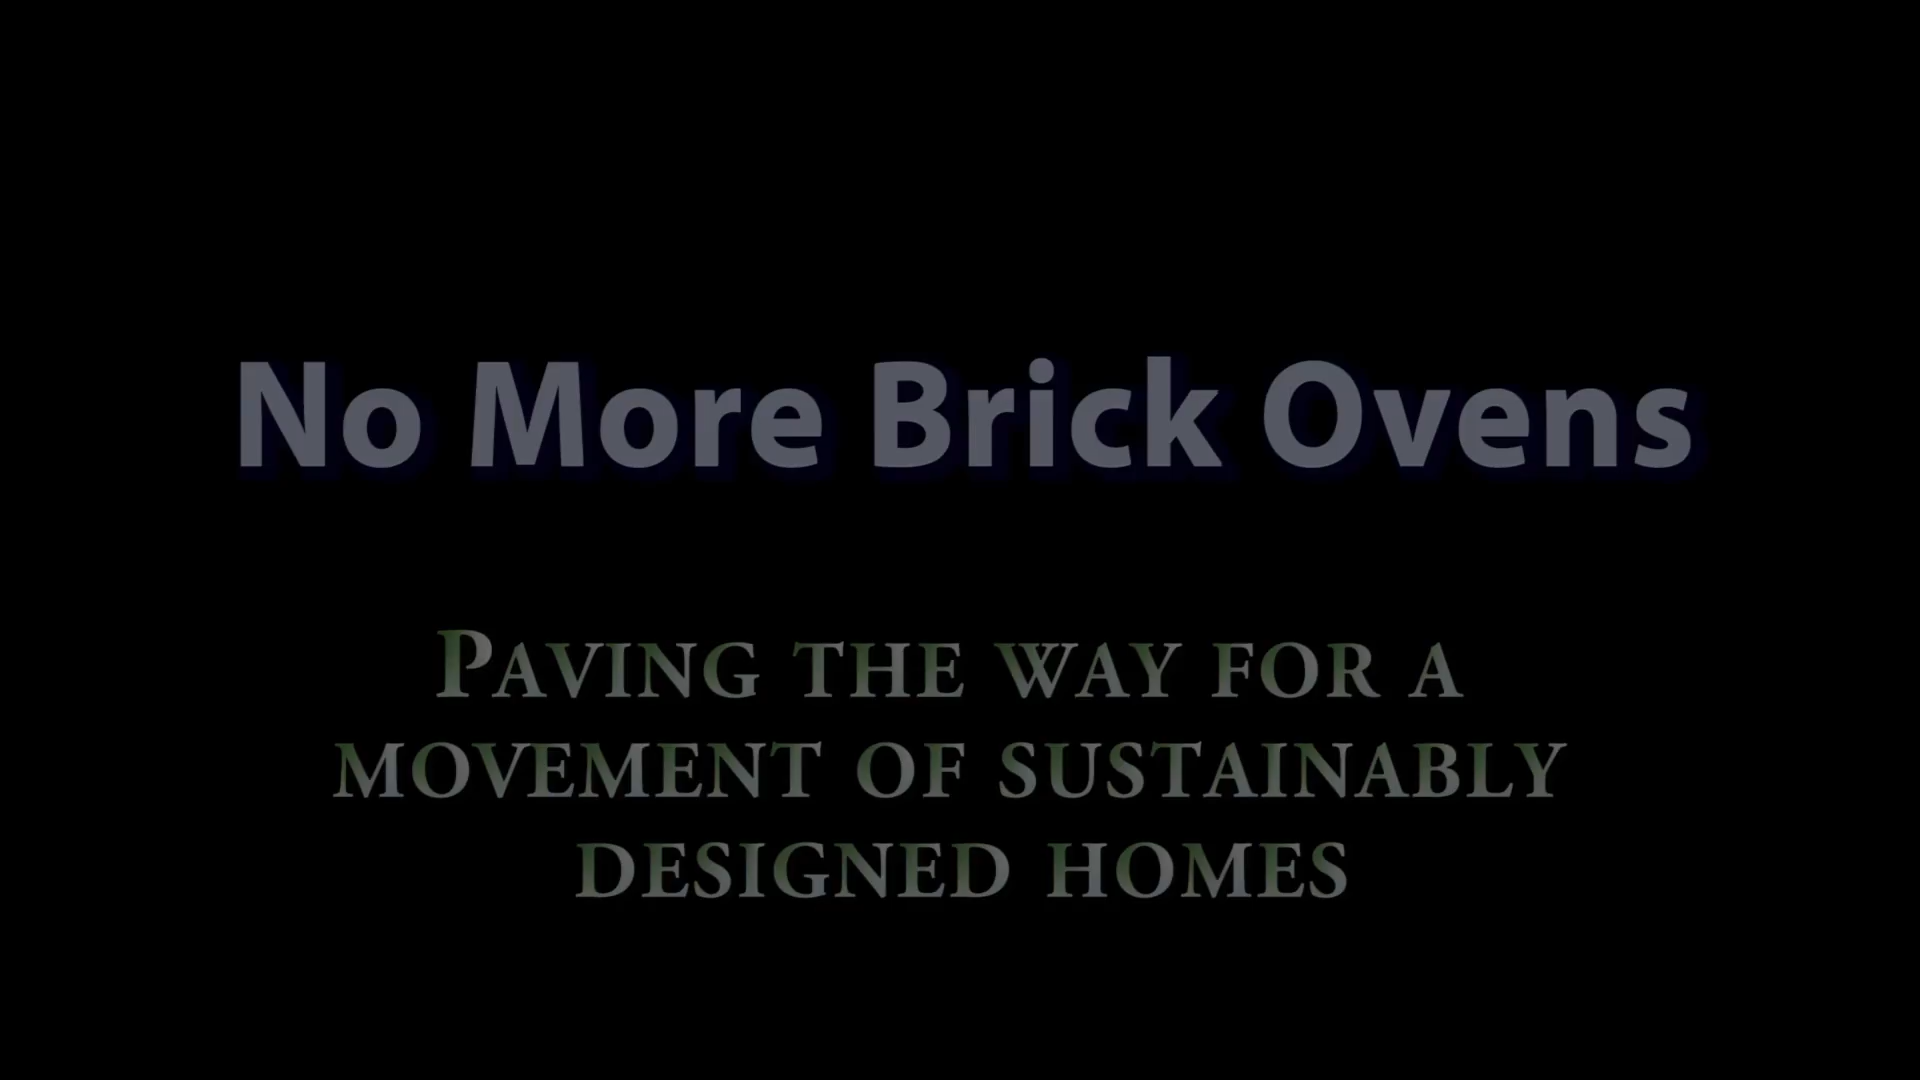 No More Brick Ovens
Paving the way for a
movement of sustainably
designed homes